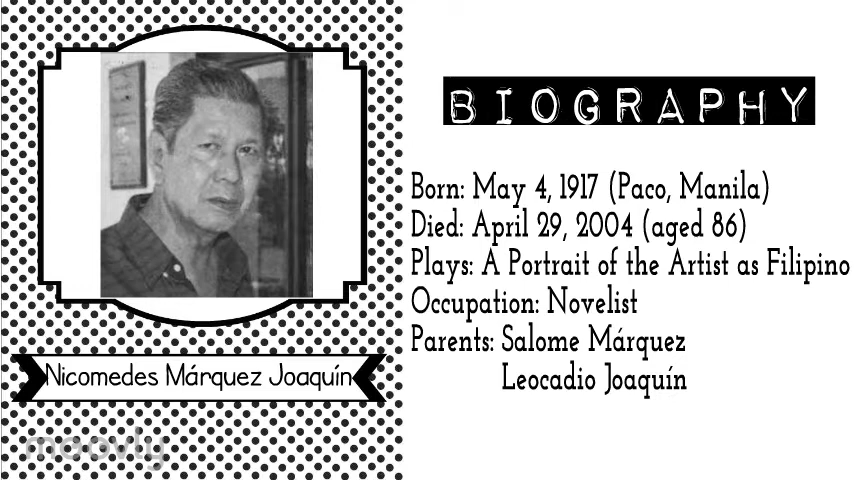 BIOGRAPHY
Born: May 4, 1917 (Paco, Manila)
Died: April 29, 2004 (aged 86)
Plays: A Portrait of the Artist as Filipino
Occupation: Novelist
Parents: Salome Márquez
Leocadio Joaquín
Nicomedes Márquez Joaquín
moovly